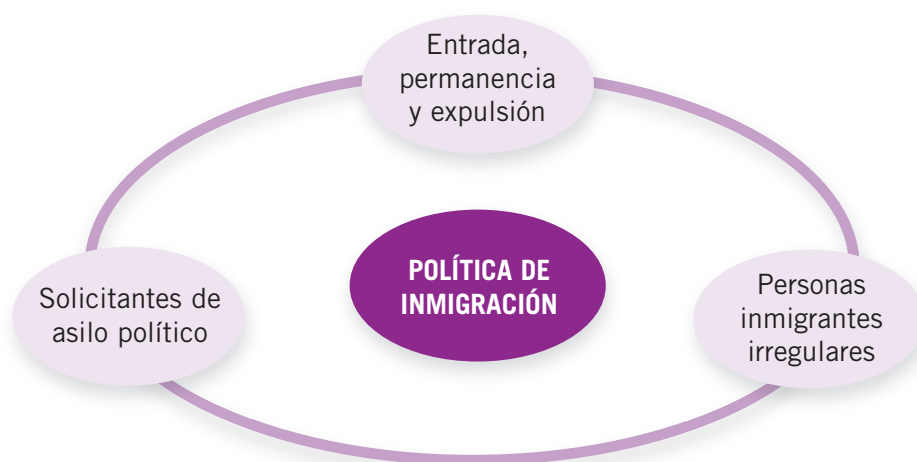 Entrada,
permanencia
y expulsión
POLÍTICA DE
INMIGRACIÓN
Solicitantes de
asilo político
Personas
inmigrantes
irregulares